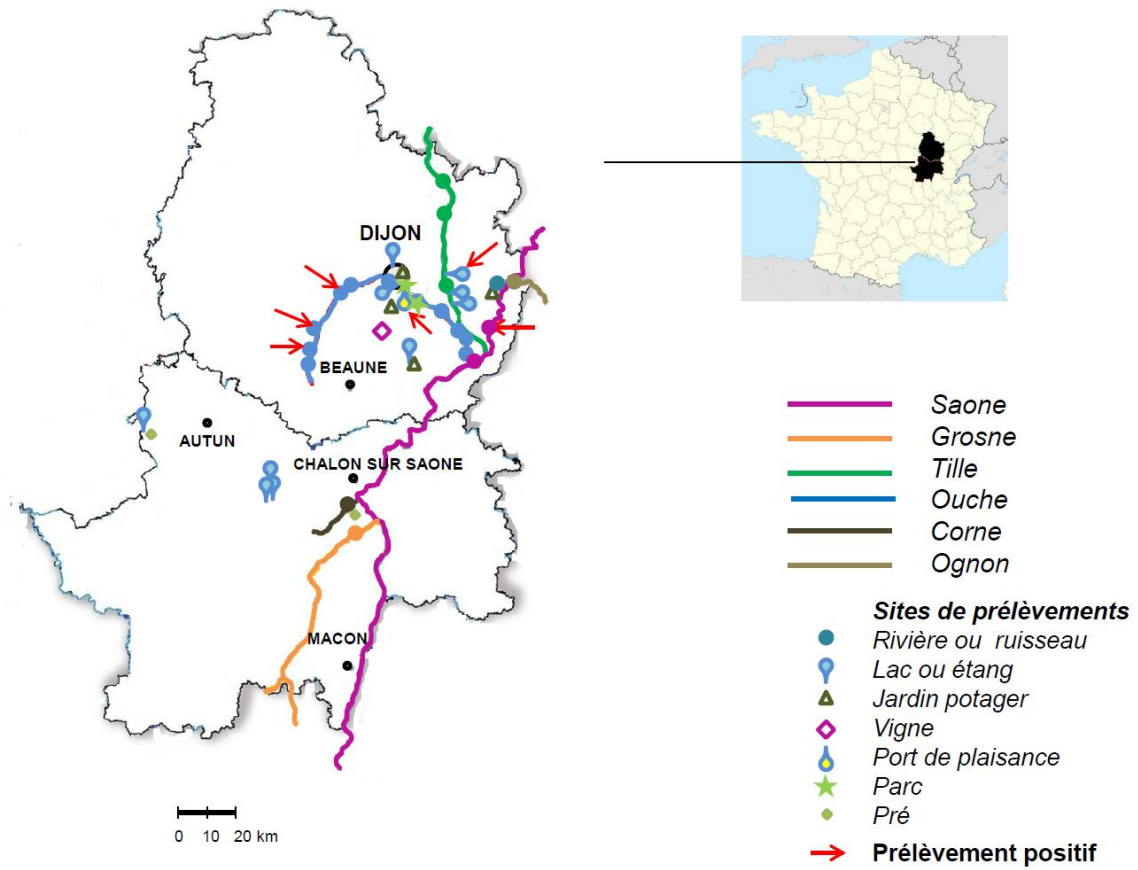 DIJON
BEAUNE
AUTUN
CHALON SUR SAONE
MACON
0 10 20 km
Saone
Grosne
Tille
Ouche
Corne
Ognon
Sites de prélèvements
Rivière ou ruisseau
Lac ou étang
Jardin potager
Vigne
Port de plaisance
Parc
Pré
Prélèvement positif